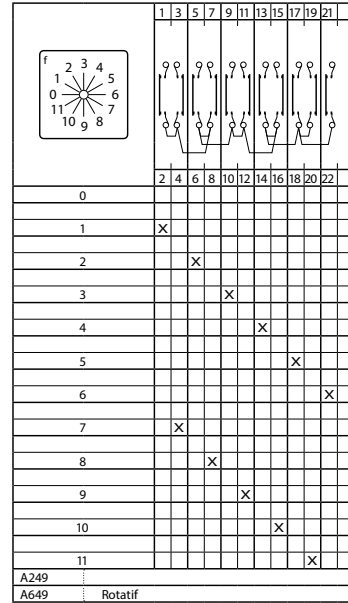 1 3 5 7 9 11 13 15 17 19 21
f
2 3 4
1 5
0 6
11 7
10 9 8
2 4 6 8 10 12 14 16 18 20 22
0
1 X
2 X
3 X
4 X
5 X
6 X
7 X
8 X
9 X
10 X
11 X
A249
A649 Rotatif